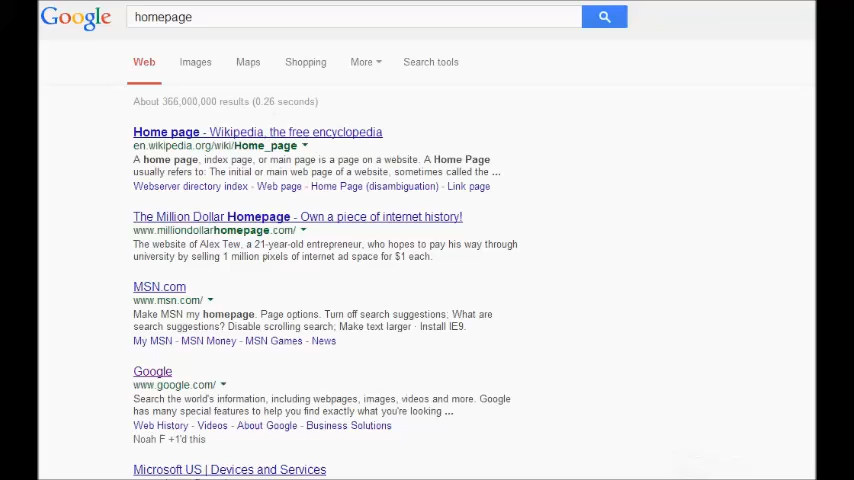 Google homepage
Web Images Maps Shopping More Search tools
About 366,000,000 results (0.26 seconds)
Home page - Wikipedia, the free encyclopedia
en.wikipedia.org/wiki/Home_page
A home page, index page, or main page is a page on a website. A Home Page
usually refers to: The initial or main web page of a website, sometimes called the ...
Webserver directory index - Web page - Home Page (disambiguation) - Link page
The Million Dollar Homepage - Own a piece of internet history!
www.milliondollarhomepage.com/
The website of Alex Tew, a 21-year-old entrepreneur, who hopes to pay his way through
university by selling 1 million pixels of internet ad space for $1 each.
MSN.com
www.msn.com/
Make MSN my homepage. Page options. Turn off search suggestions; What are
search suggestions? Disable scrolling search; Make text larger · Install IE9.
My MSN - MSN Money - MSN Games - News
Google
www.google.com/
Search the world's information, including webpages, images, videos and more. Google
has many special features to help you find exactly what you're looking ...
Web History - Videos - About Google - Business Solutions
Noah F +1'd this
Microsoft US | Devices and Services